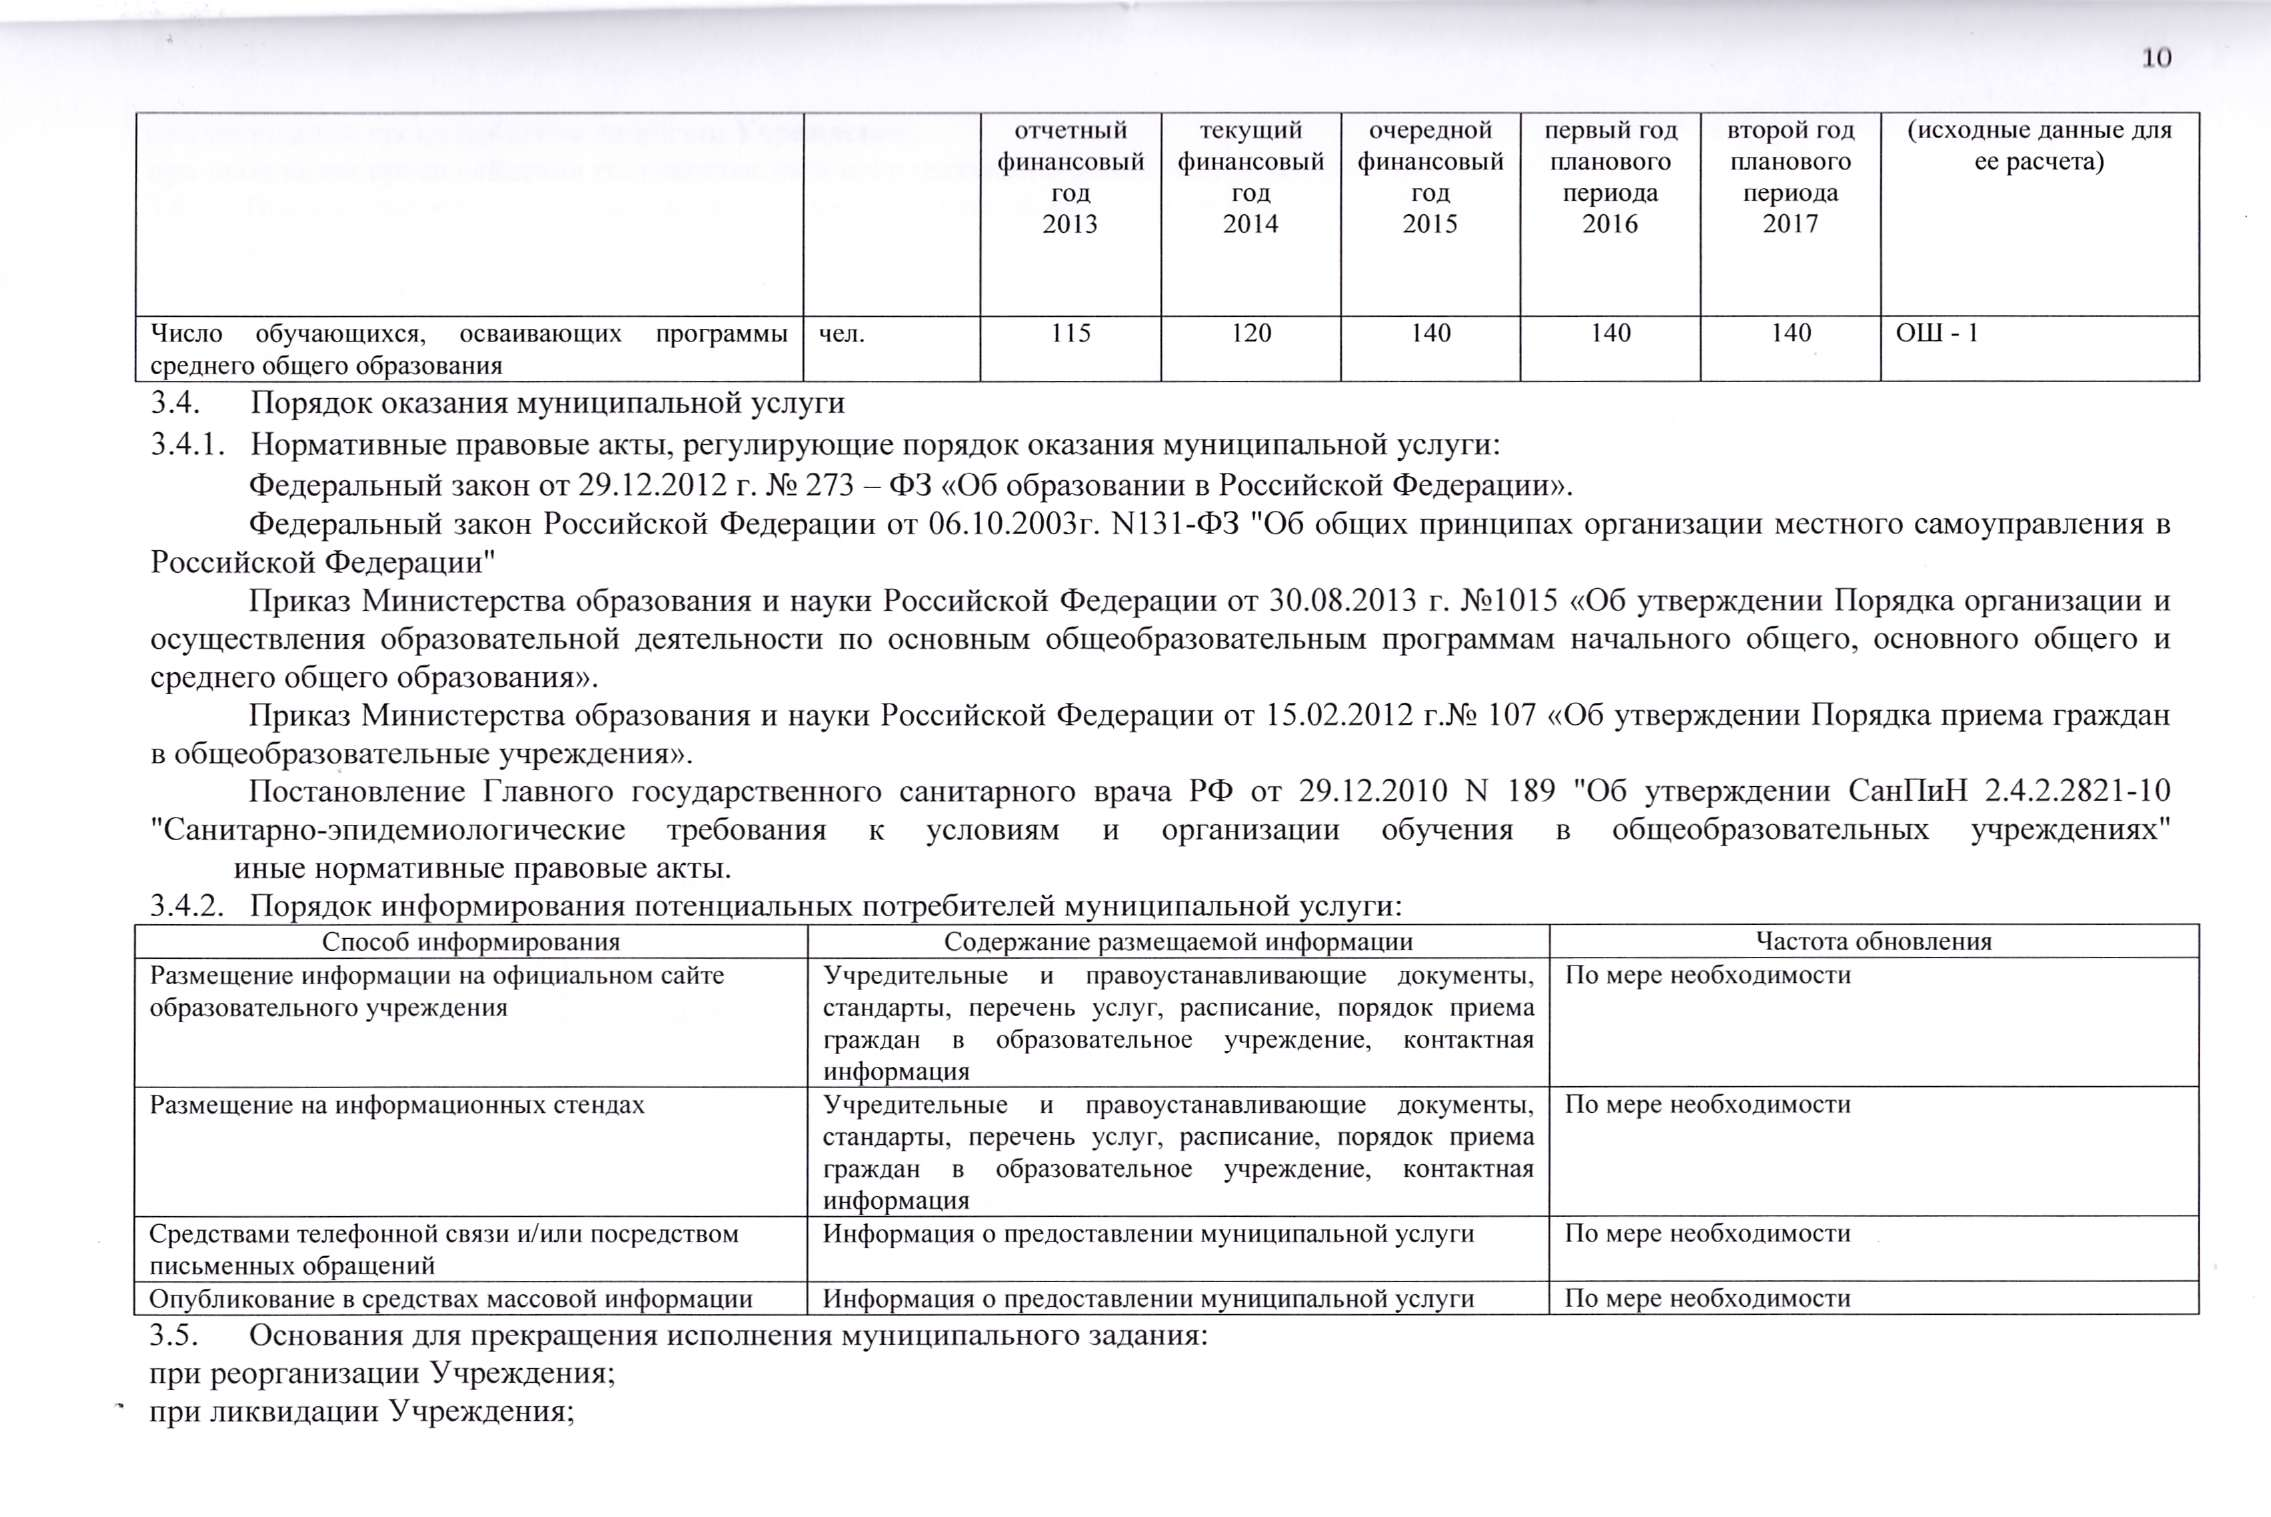 10
отчетный финансовый год 2013
текущий финансовый год 2014
очередной финансовый год 2015
первый год планового периода 2016
второй год планового периода 2017
(исходные данные для ее расчета)
Число обучающихся, осваивающих программы среднего общего образования
чел.
115
120
140
140
140
ОШ - 1
3.4. Порядок оказания муниципальной услуги
3.4.1. Нормативные правовые акты, регулирующие порядок оказания муниципальной услуги:
Федеральный закон от 29.12.2012 г. № 273 – ФЗ «Об образовании в Российской Федерации».
Федеральный закон Российской Федерации от 06.10.2003г. N131-ФЗ "Об общих принципах организации местного самоуправления в
Российской Федерации"
Приказ Министерства образования и науки Российской Федерации от 30.08.2013 г. №1015 «Об утверждении Порядка организации и
осуществления образовательной деятельности по основным общеобразовательным программам начального общего, основного общего и
среднего общего образования».
Приказ Министерства образования и науки Российской Федерации от 15.02.2012 г.№ 107 «Об утверждении Порядка приема граждан
в общеобразовательные учреждения».
Постановление Главного государственного санитарного врача РФ от 29.12.2010 N 189 "Об утверждении СанПиН 2.4.2.2821-10
"Санитарно-эпидемиологические требования к условиям и организации обучения в общеобразовательных учреждениях"
иные нормативные правовые акты.
3.4.2. Порядок информирования потенциальных потребителей муниципальной услуги:
Способ информирования
Содержание размещаемой информации
Частота обновления
Размещение информации на официальном сайте
образовательного учреждения
Учредительные и правоустанавливающие документы,
стандарты, перечень услуг, расписание, порядок приема
граждан в образовательное учреждение, контактная
информация
По мере необходимости
Размещение на информационных стендах
Учредительные и правоустанавливающие документы,
стандарты, перечень услуг, расписание, порядок приема
граждан в образовательное учреждение, контактная
информация
По мере необходимости
Средствами телефонной связи и/или посредством
письменных обращений
Информация о предоставлении муниципальной услуги
По мере необходимости
Опубликование в средствах массовой информации
Информация о предоставлении муниципальной услуги
По мере необходимости
3.5. Основания для прекращения исполнения муниципального задания:
при реорганизации Учреждения;
при ликвидации Учреждения;